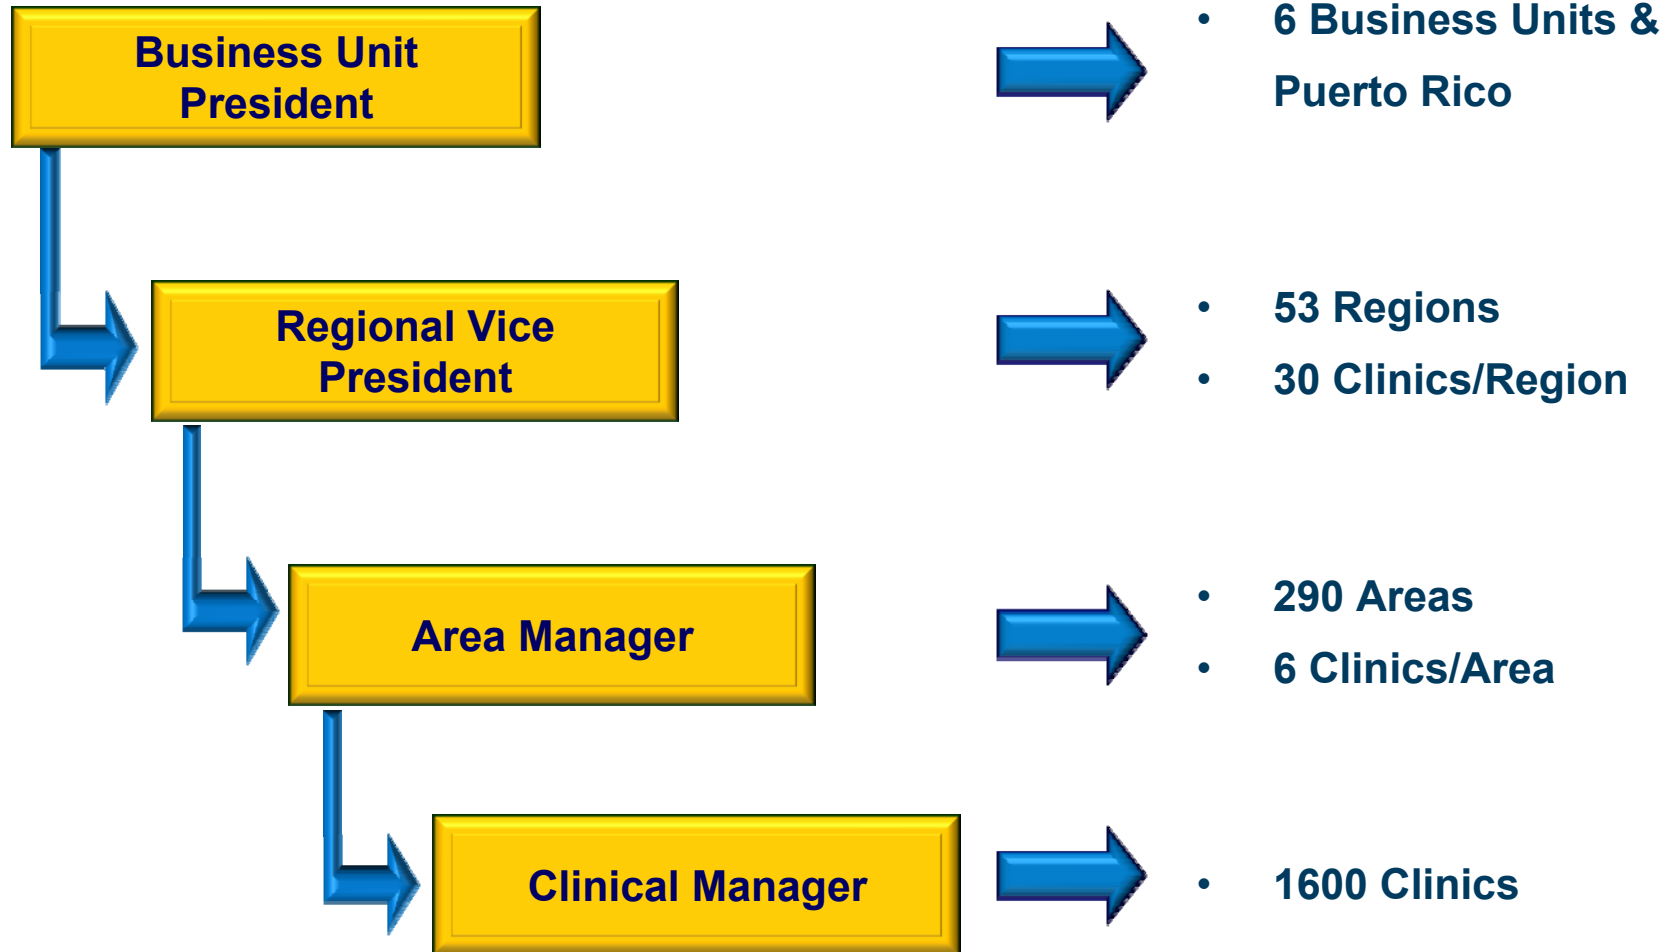 Business Unit
President
• 6 Business Units &
Puerto Rico
Regional Vice
President
• 53 Regions
• 30 Clinics/Region
Area Manager
• 290 Areas
• 6 Clinics/Area
Clinical Manager
• 1600 Clinics